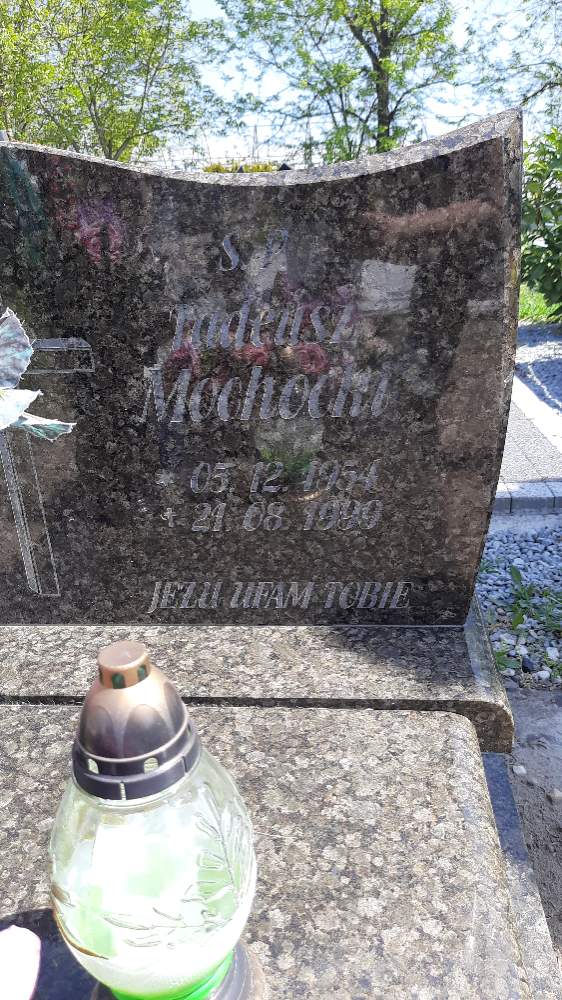 Ś. P.
Tadeusz
Mochocki
* 05. 12. 1954
+ 21. 08. 1999
JEZU UFAM TOBIE